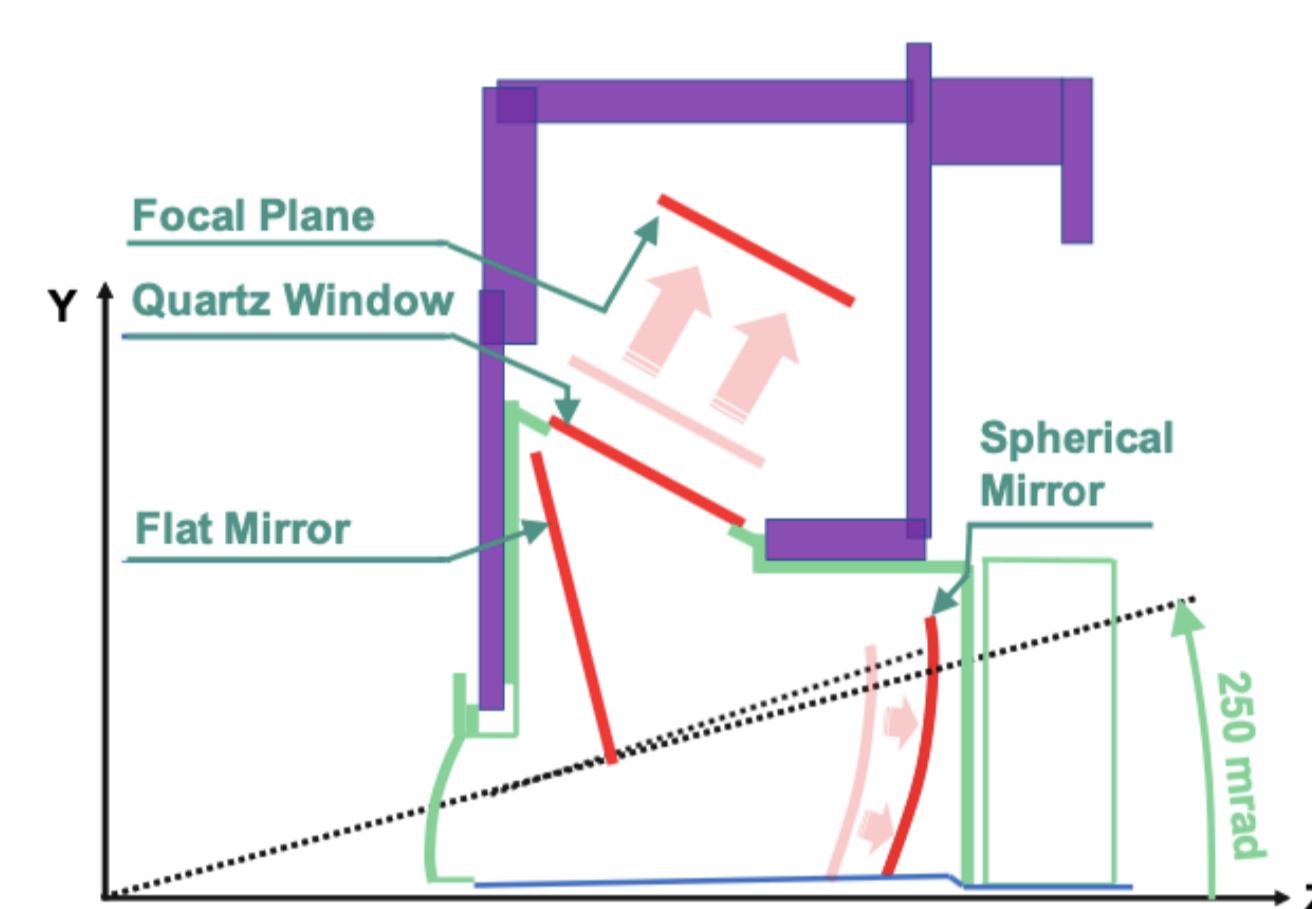 Focal Plane
Y
Quartz Window
Spherical
Mirror
Flat Mirror
250 mrad